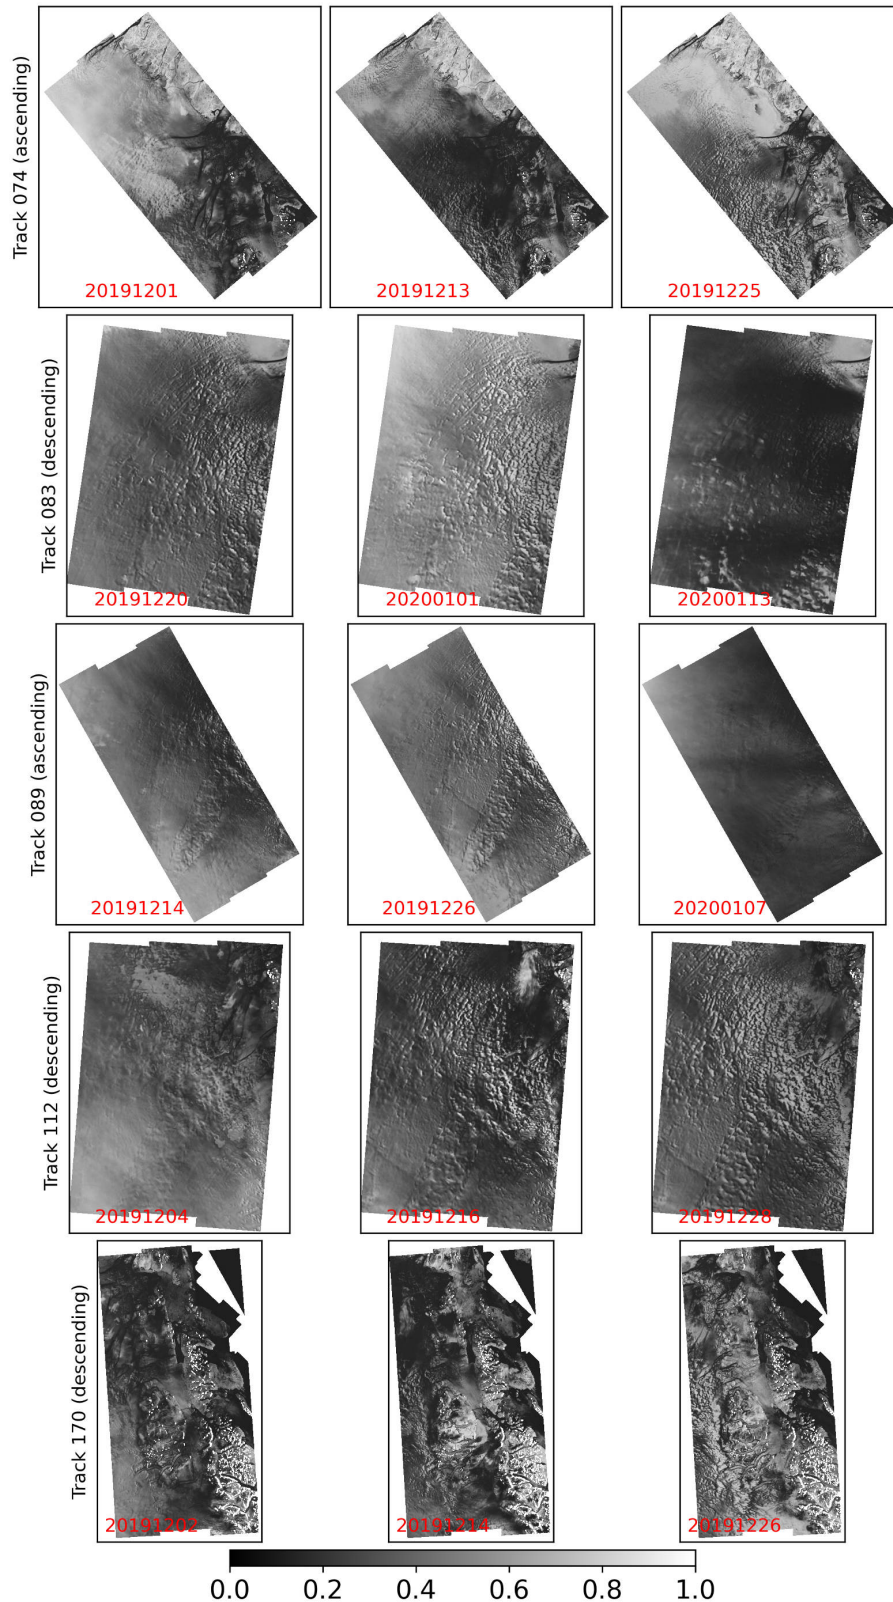 Track 074 (ascending)
20191201
20191213
20191225
Track 083 (descending)
20191220
20200101
20200113
Track 089 (ascending)
20191214
20191226
20200107
Track 112 (descending)
20191204
20191216
20191228
Track 170 (descending)
20191202
20191214
20191226
0.0 0.2 0.4 0.6 0.8 1.0